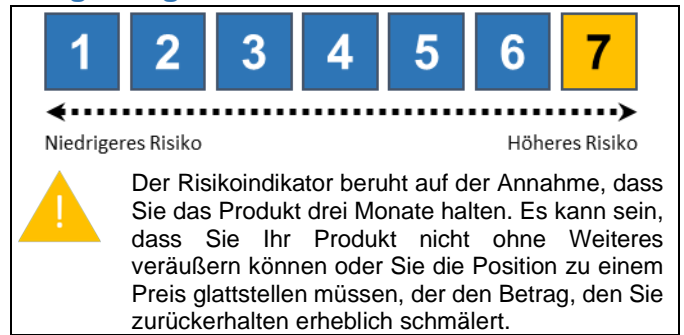 1 2 3 4 5 6 7
Niedrigeres Risiko Höheres Risiko
!
Der Risikoindikator beruht auf der Annahme, dass
Sie das Produkt drei Monate halten. Es kann sein,
dass Sie Ihr Produkt nicht ohne Weiteres
veräußern können oder Sie die Position zu einem
Preis glattstellen müssen, der den Betrag, den Sie
zurückerhalten erheblich schmälert.